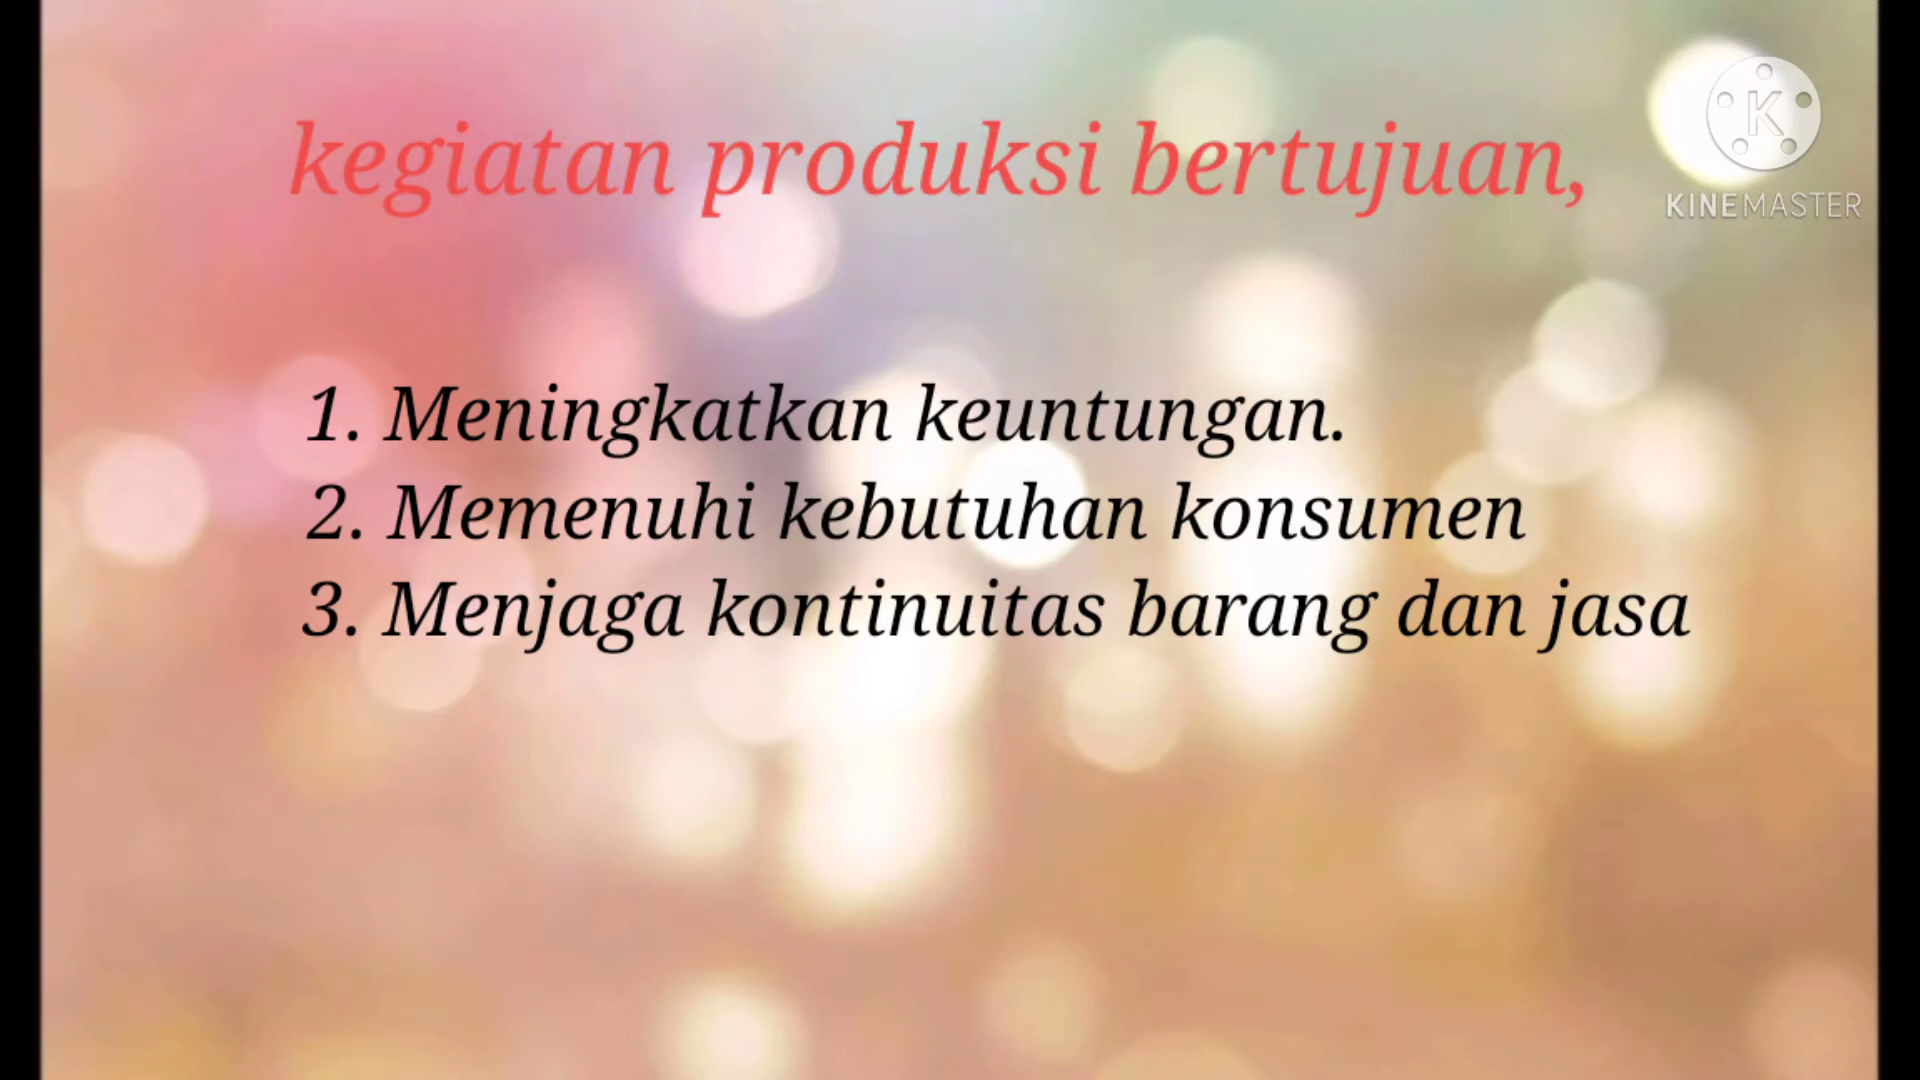 kegiatan produksi bertujuan,
K
KINEMASTER
1. Meningkatkan keuntungan.
2. Memenuhi kebutuhan konsumen
3. Menjaga kontinuitas barang dan jasa